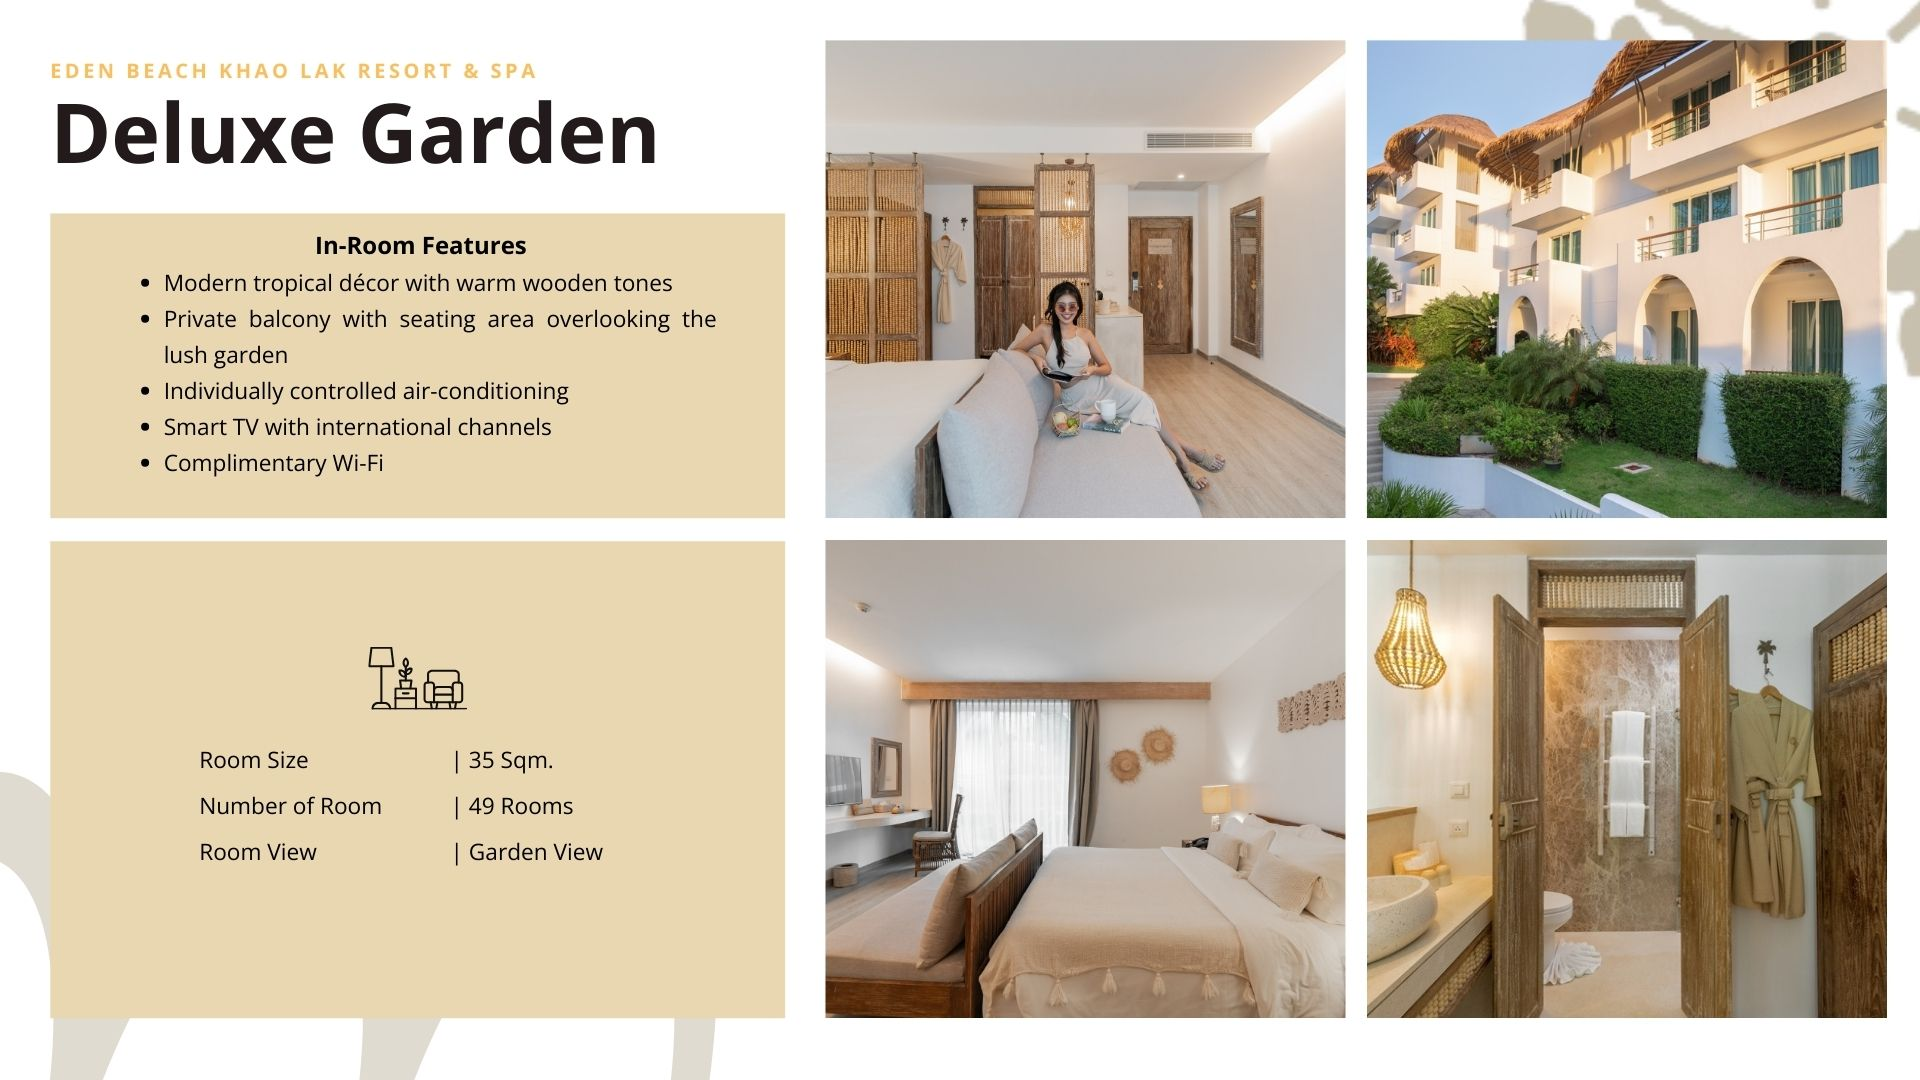 EDEN BEACH KHAO LAK RESORT & SPA
Deluxe Garden
In-Room Features
• Modern tropical décor with warm wooden tones
• Private balcony with seating area overlooking the
lush garden
• Individually controlled air-conditioning
• Smart TV with international channels
• Complimentary Wi-Fi
Room Size | 35 Sqm.
Number of Room | 49 Rooms
Room View | Garden View